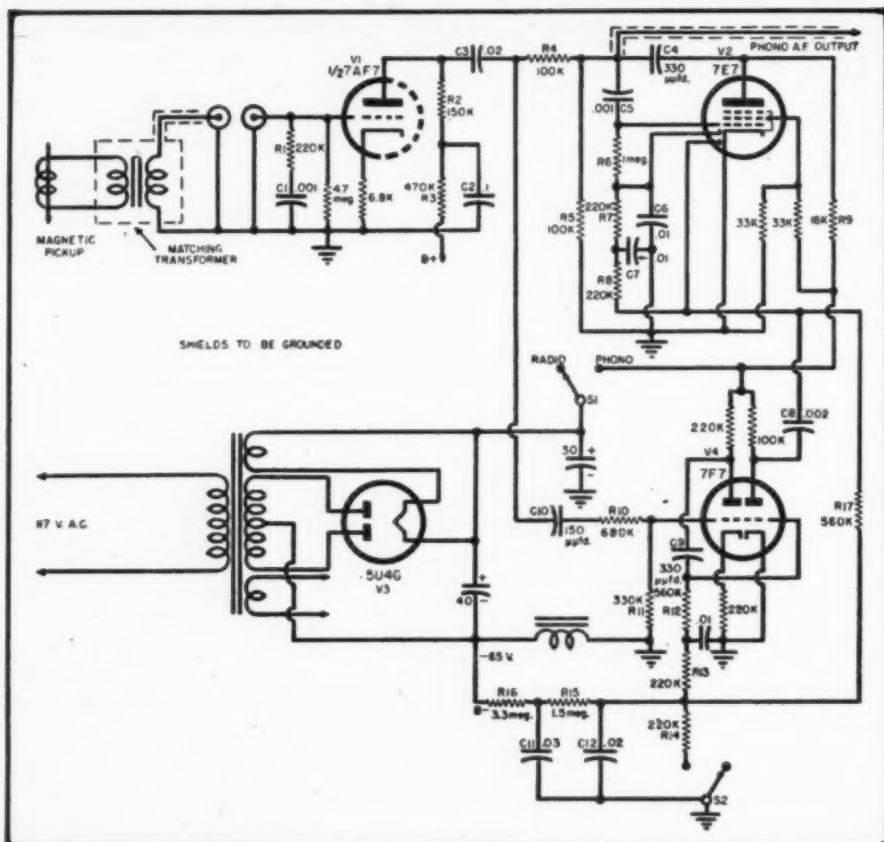 PHONO A.F. OUTPUT
V1
½7AF7
C3 .02
R4
100K
C4
330
µµfd.
V2
7E7
.001 C5
R2
150K
R1 220K
C1 .001
4.7
meg
6.8K
470K
R3
C2 .1
B+
R6 1 meg.
R5
100K
220K
R7
C6
.01
C7 .01
R8
220K
33K
33K
18K R9
MAGNETIC
PICKUP
MATCHING
TRANSFORMER
SHIELDS TO BE GROUNDED
RADIO
PHONO
S1
30 + -
220K
100K
C8 .002
V4
7F7
R17
560K
117 V. A.C.
5U4G
V3
C10
150
µµfd.
R10
680K
C9
330
µµfd.
560K
R12
330K
R11
220K
.01
40 + -
-65 V.
R13
220K
R16
3.3meg.
R15
1.5meg.
B-
220K
R14
C11 .03
C12 .02
S2